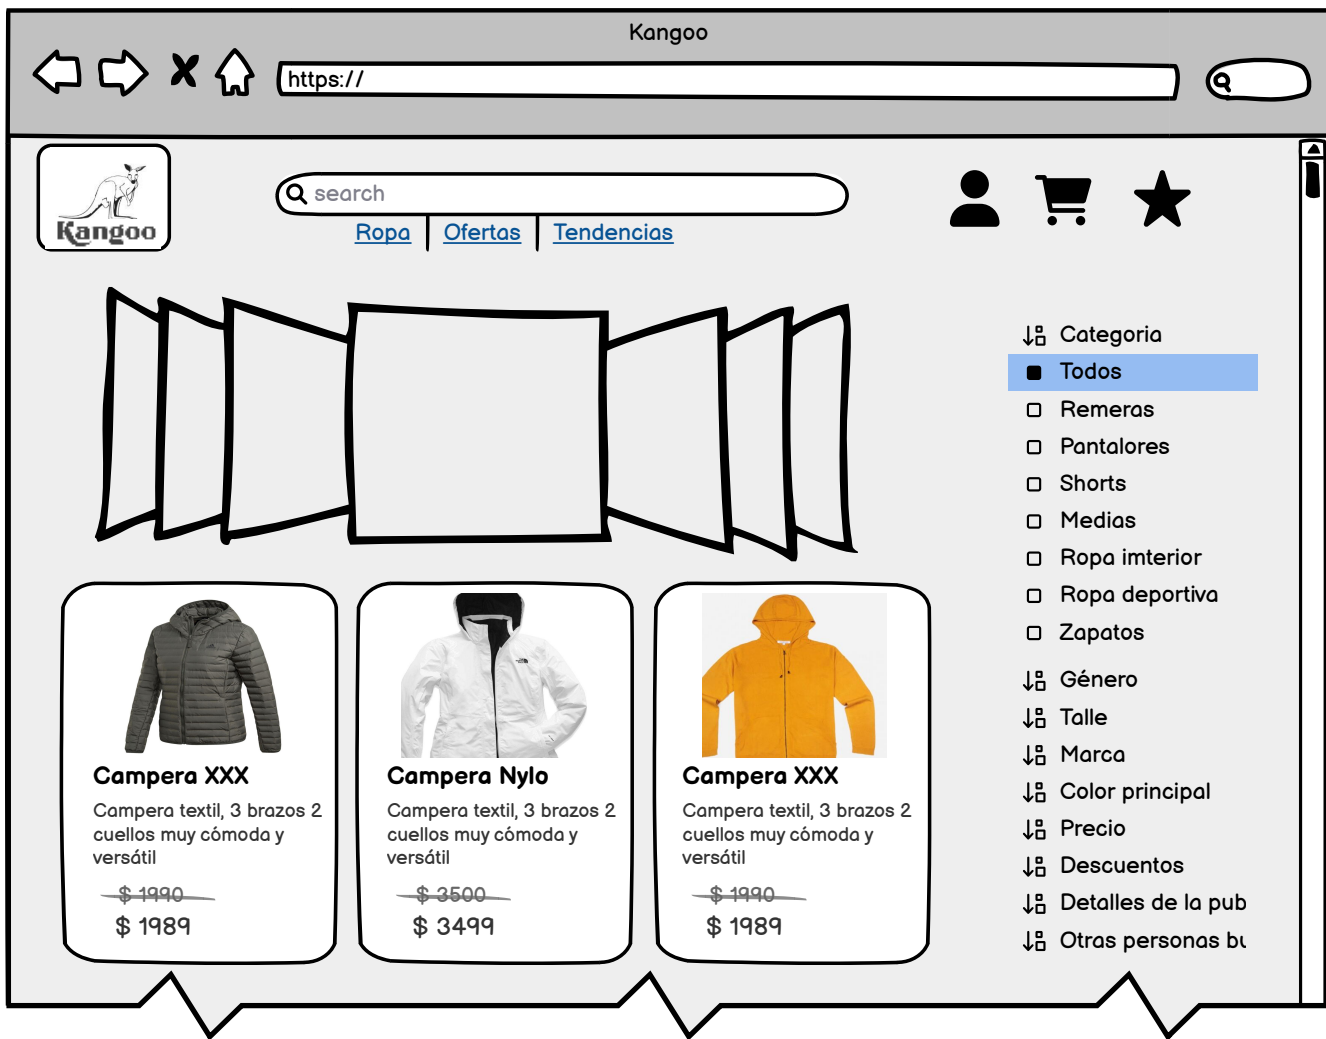 Kangoo
https://
Kangoo
search
Ropa
Ofertas
Tendencias
Categoria
Todos
Remeras
Pantalores
Shorts
Medias
Ropa imterior
Ropa deportiva
Zapatos
Género
Talle
Marca
Color principal
Precio
Descuentos
Detalles de la pub
Otras personas bu
Campera XXX
Campera textil, 3 brazos 2
cuellos muy cómoda y
versátil
$ 1990
$ 1989
Campera Nylo
Campera textil, 3 brazos 2
cuellos muy cómoda y
versátil
$ 3500
$ 3499
Campera XXX
Campera textil, 3 brazos 2
cuellos muy cómoda y
versátil
$ 1990
$ 1989